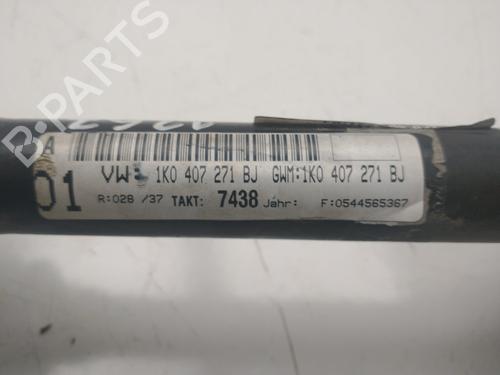 B-PARTS
A
01
VW: 1K0 407 271 BJ GWM:1K0 407 271 BJ
R:028 /37 TAKT: 7438 Jahr: F:0544565367